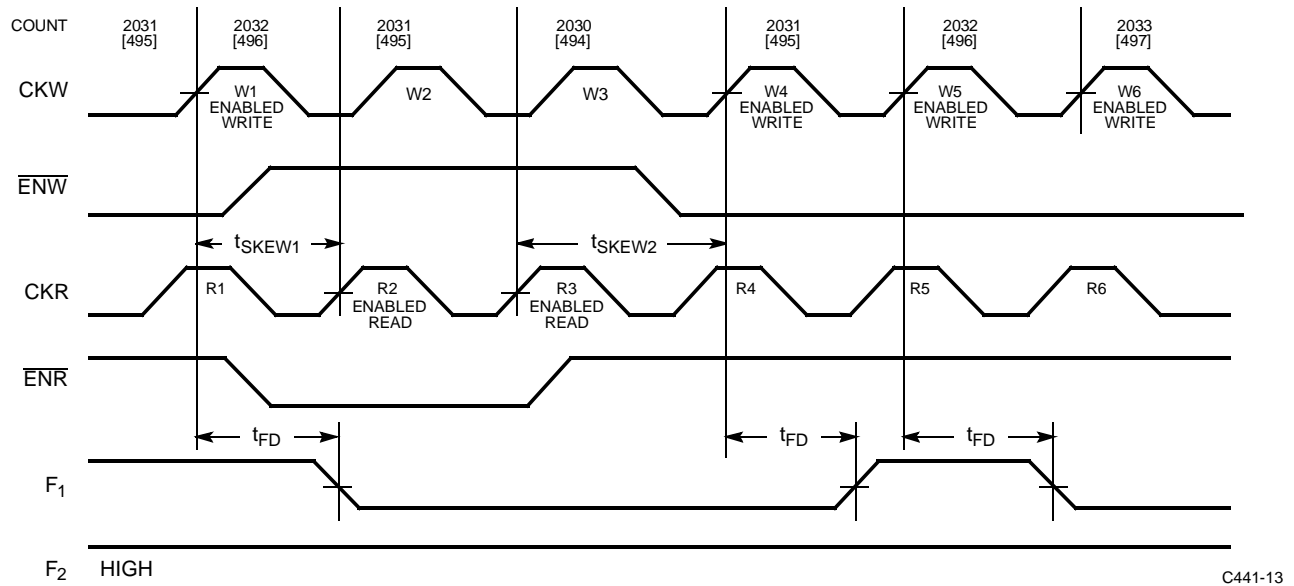 COUNT 2031 2032 2031 2030 2031 2032 2033
[495] [496] [495] [494] [495] [496] [497]
CKW W1 W2 W3 W4 W5 W6
ENABLED ENABLED ENABLED ENABLED
WRITE WRITE WRITE WRITE
ENW
tSKEW1 tSKEW2
CKR R1 R2 R3 R4 R5 R6
ENABLED ENABLED
READ READ
ENR
tFD tFD tFD
F1
F2 HIGH
C441-13